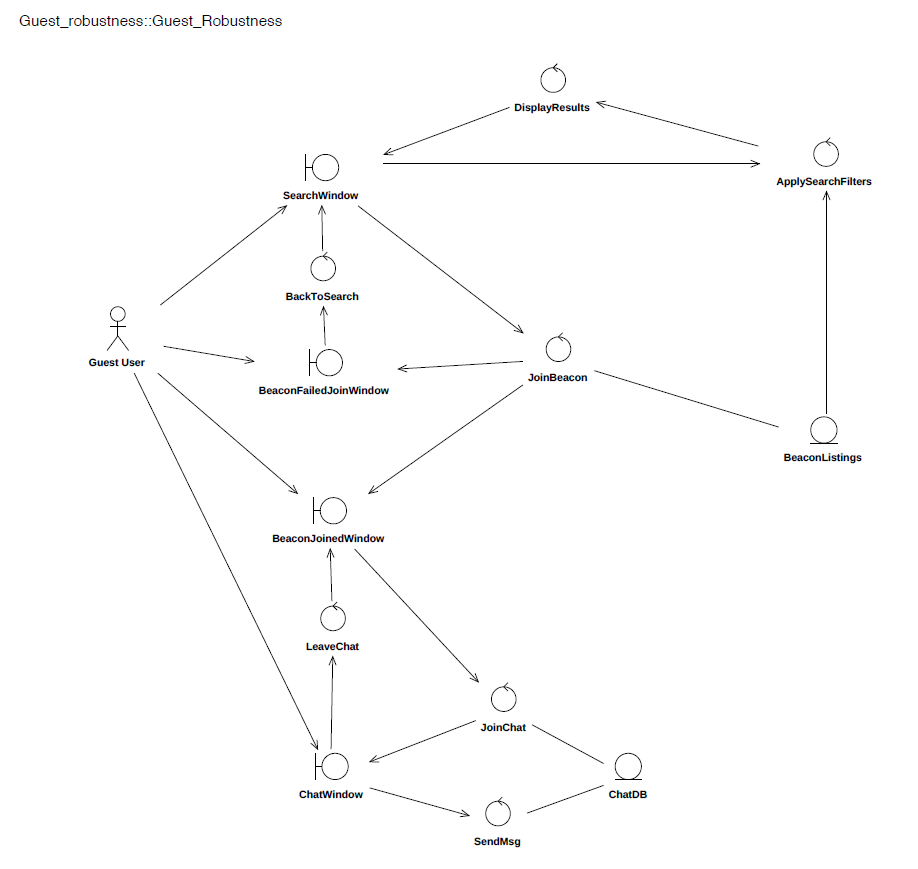 Guest_robustness::Guest_Robustness
DisplayResults
ApplySearchFilters
SearchWindow
BackToSearch
Guest User
JoinBeacon
BeaconFailedJoinWindow
BeaconListings
BeaconJoinedWindow
LeaveChat
JoinChat
ChatWindow
ChatDB
SendMsg